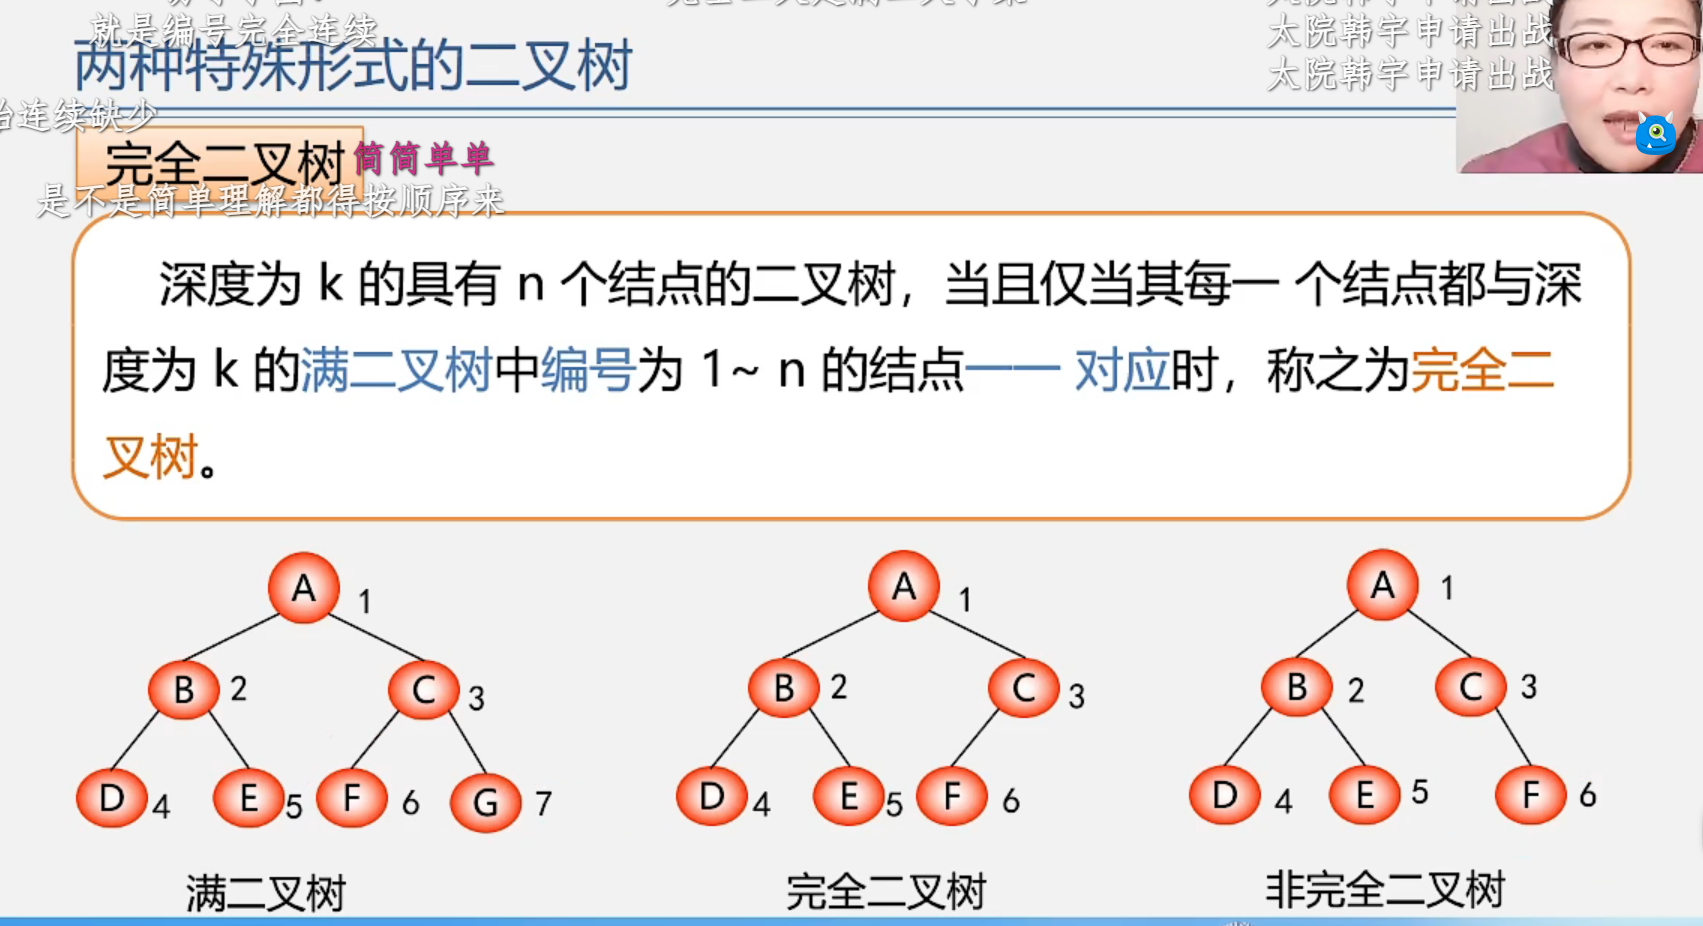 就是编号完全连续
太院韩宇申请出战
两种特殊形式的二叉树
太院韩宇申请出战
连续缺少
完全二叉树
简简单单
是不是简单理解都得按顺序来
深度为 k 的具有 n 个结点的二叉树，当且仅当其每一 个结点都与深
度为 k 的满二叉树中编号为 1~ n 的结点一一 对应时，称之为完全二
叉树。
A 1
B 2
C 3
D 4
E 5
F 6
G 7
满二叉树
A 1
B 2
C 3
D 4
E 5
F 6
完全二叉树
A 1
B 2
C 3
D 4
E 5
F 6
非完全二叉树